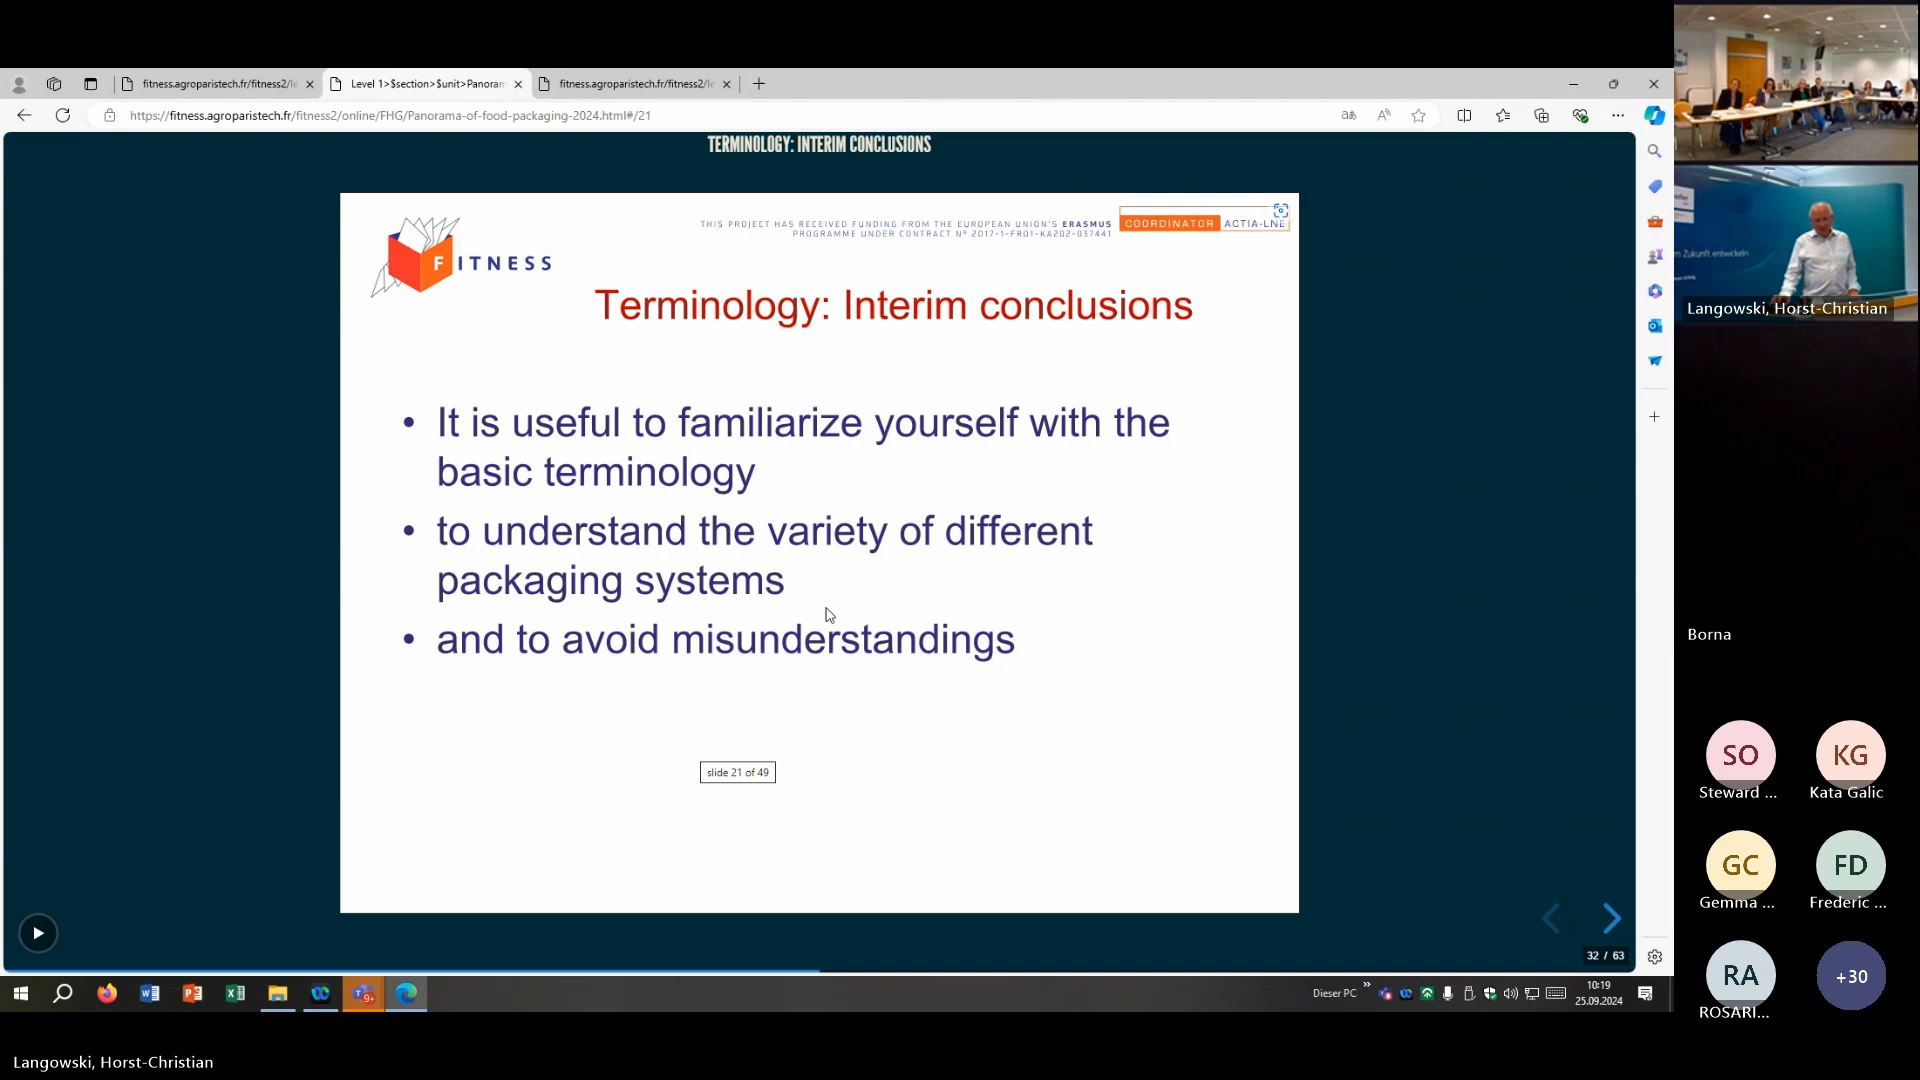 fitness.agroparistech.fr/fitness2/le
Level 1>$section>$unit>Panoram
fitness.agroparistech.fr/fitness2/le
https://fitness.agroparistech.fr/fitness2/online/FHG/Panorama-of-food-packaging-2024.html#/21
TERMINOLOGY: INTERIM CONCLUSIONS
THIS PROJECT HAS RECEIVED FUNDING FROM THE EUROPEAN UNION'S ERASMUS
PROGRAMME UNDER CONTRACT Nº 2017-1-FR01-KA202-037441
COORDINATOR ACTIA-LNE
FITNESS
Terminology: Interim conclusions
• It is useful to familiarize yourself with the
basic terminology
• to understand the variety of different
packaging systems
• and to avoid misunderstandings
slide 21 of 49
32 / 63
Dieser PC
10:19
25.09.2024
Zukunft entwickeln
Langowski, Horst-Christian
Borna
SO
Steward ...
KG
Kata Galic
GC
Gemma ...
FD
Frederic ...
RA
ROSARI...
+30
Langowski, Horst-Christian